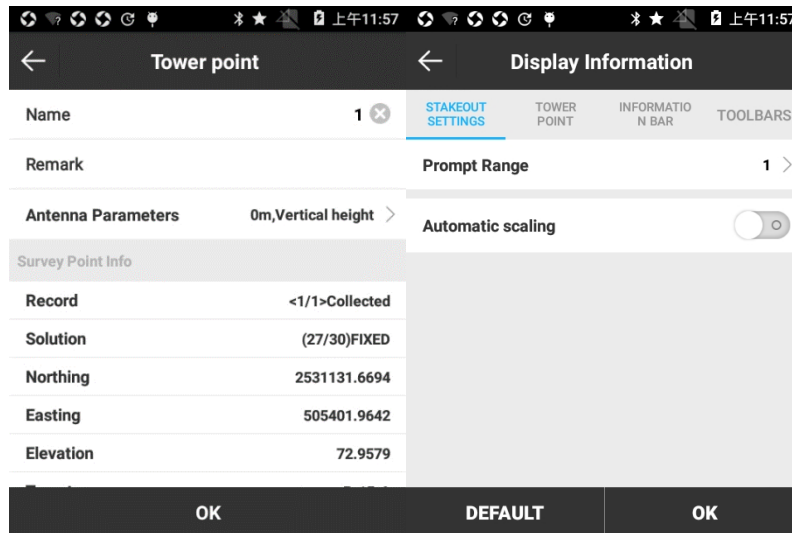 上午11:57
Tower point
Name 1
Remark
Antenna Parameters 0m,Vertical height
Survey Point Info
Record <1/1>Collected
Solution (27/30)FIXED
Northing 2531131.6694
Easting 505401.9642
Elevation 72.9579
OK
上午11:57
Display Information
STAKEOUT SETTINGS
TOWER POINT
INFORMATIO
N BAR
TOOLBARS
Prompt Range 1
Automatic scaling
DEFAULT OK